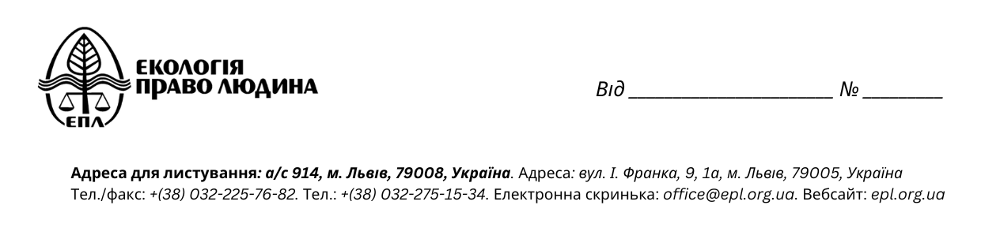 ЕКОЛОГІЯ
ПРАВО ЛЮДИНА
ЕПЛ
Від ___________________ № _______
Адреса для листування: а/с 914, м. Львів, 79008, Україна. Адреса: вул. І. Франка, 9, 1а, м. Львів, 79005, Україна
Тел./факс: +(38) 032-225-76-82. Тел.: +(38) 032-275-15-34. Електронна скринька: office@epl.org.ua. Вебсайт: epl.org.ua